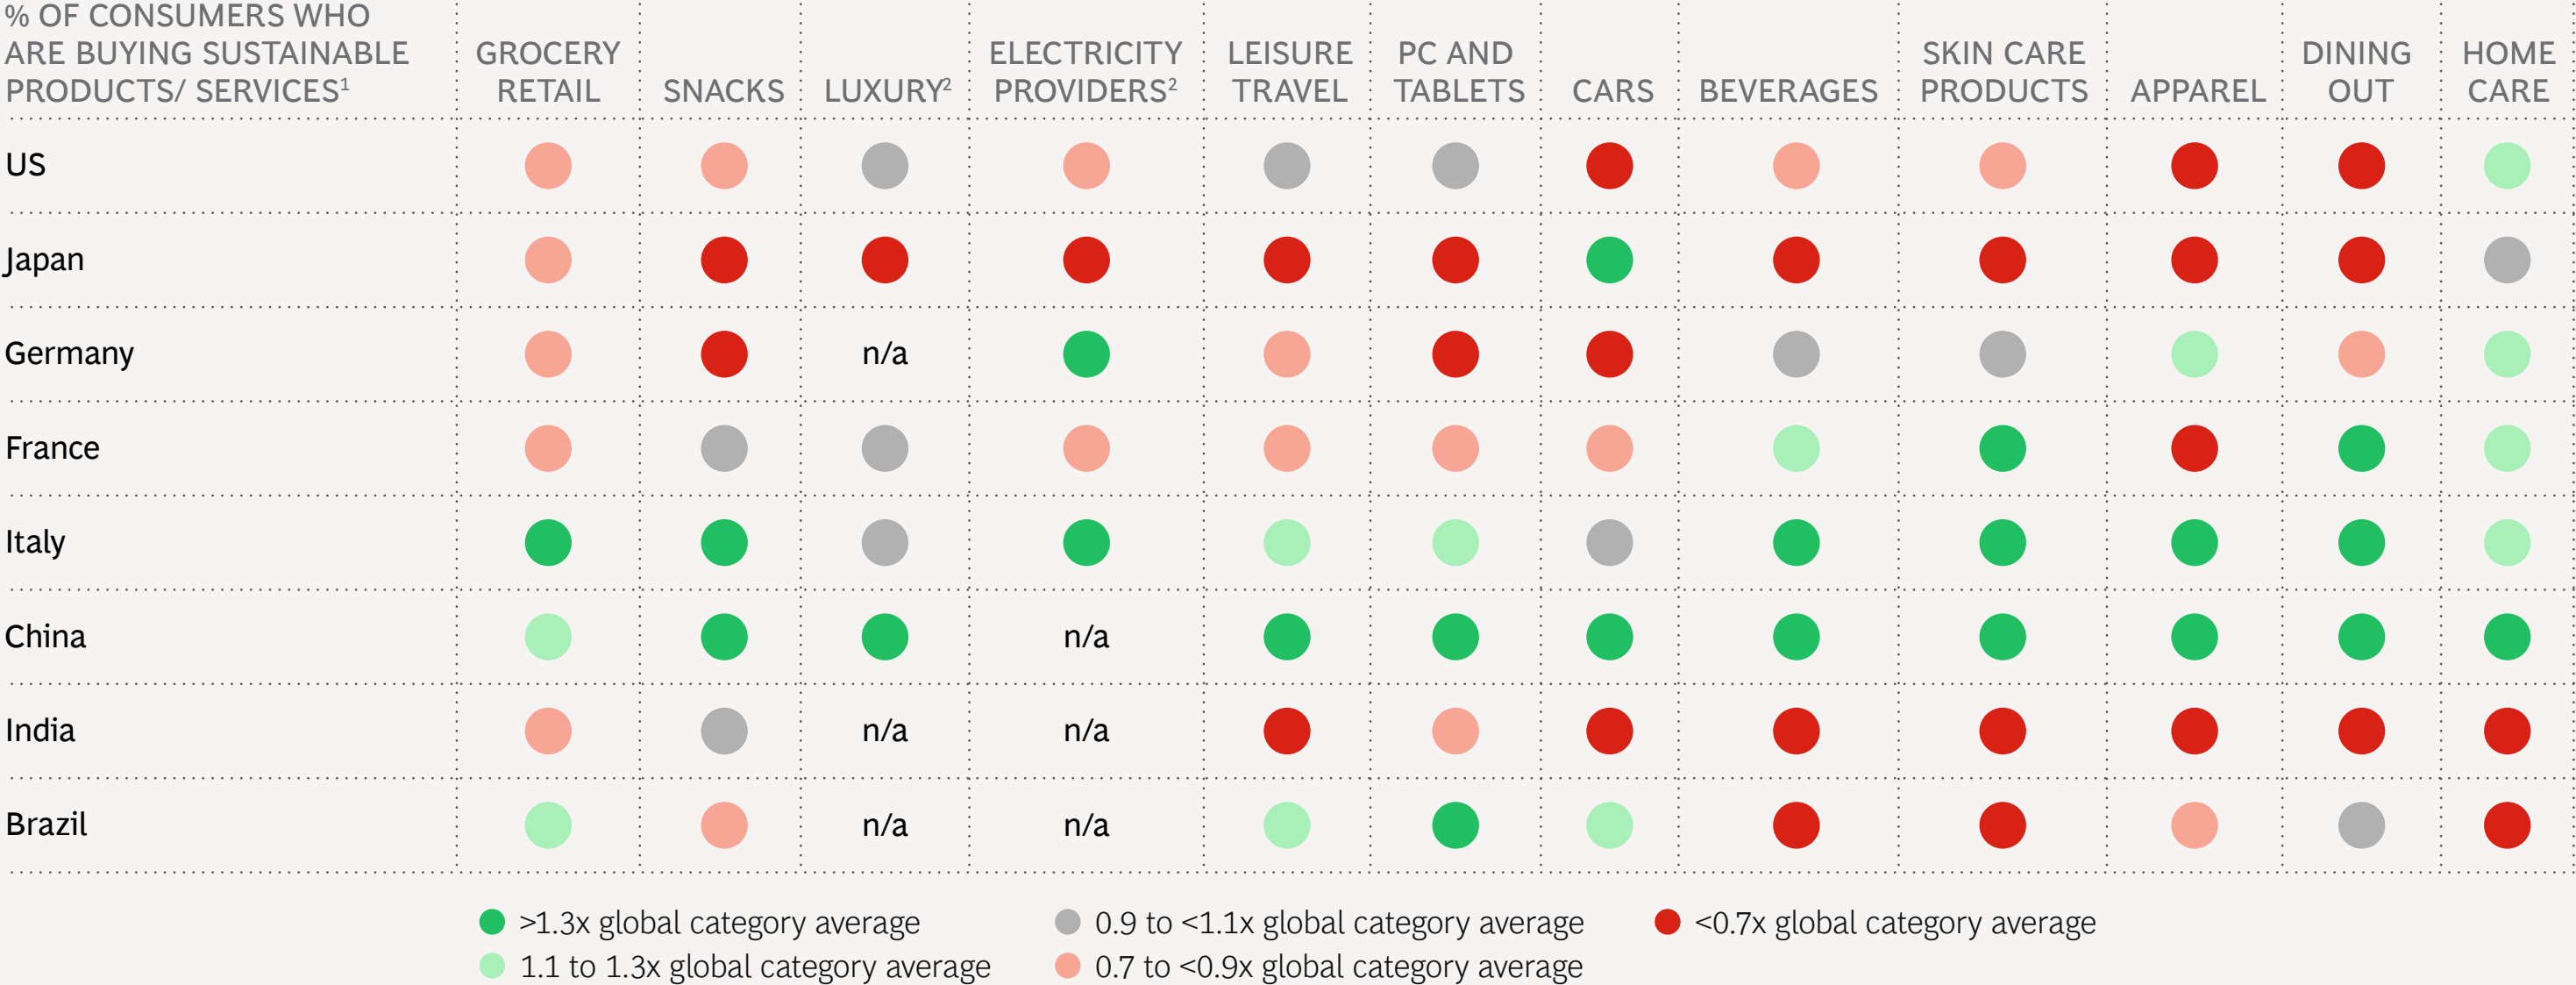 % OF CONSUMERS WHO
ARE BUYING SUSTAINABLE
PRODUCTS/ SERVICES¹
GROCERY
RETAIL
SNACKS
LUXURY²
ELECTRICITY
PROVIDERS²
LEISURE
TRAVEL
PC AND
TABLETS
CARS
BEVERAGES
SKIN CARE
PRODUCTS
APPAREL
DINING
OUT
HOME
CARE
US
Japan
Germany n/a
France
Italy
China n/a
India n/a n/a
Brazil n/a n/a
>1.3x global category average
1.1 to 1.3x global category average
0.9 to <1.1x global category average
0.7 to <0.9x global category average
<0.7x global category average